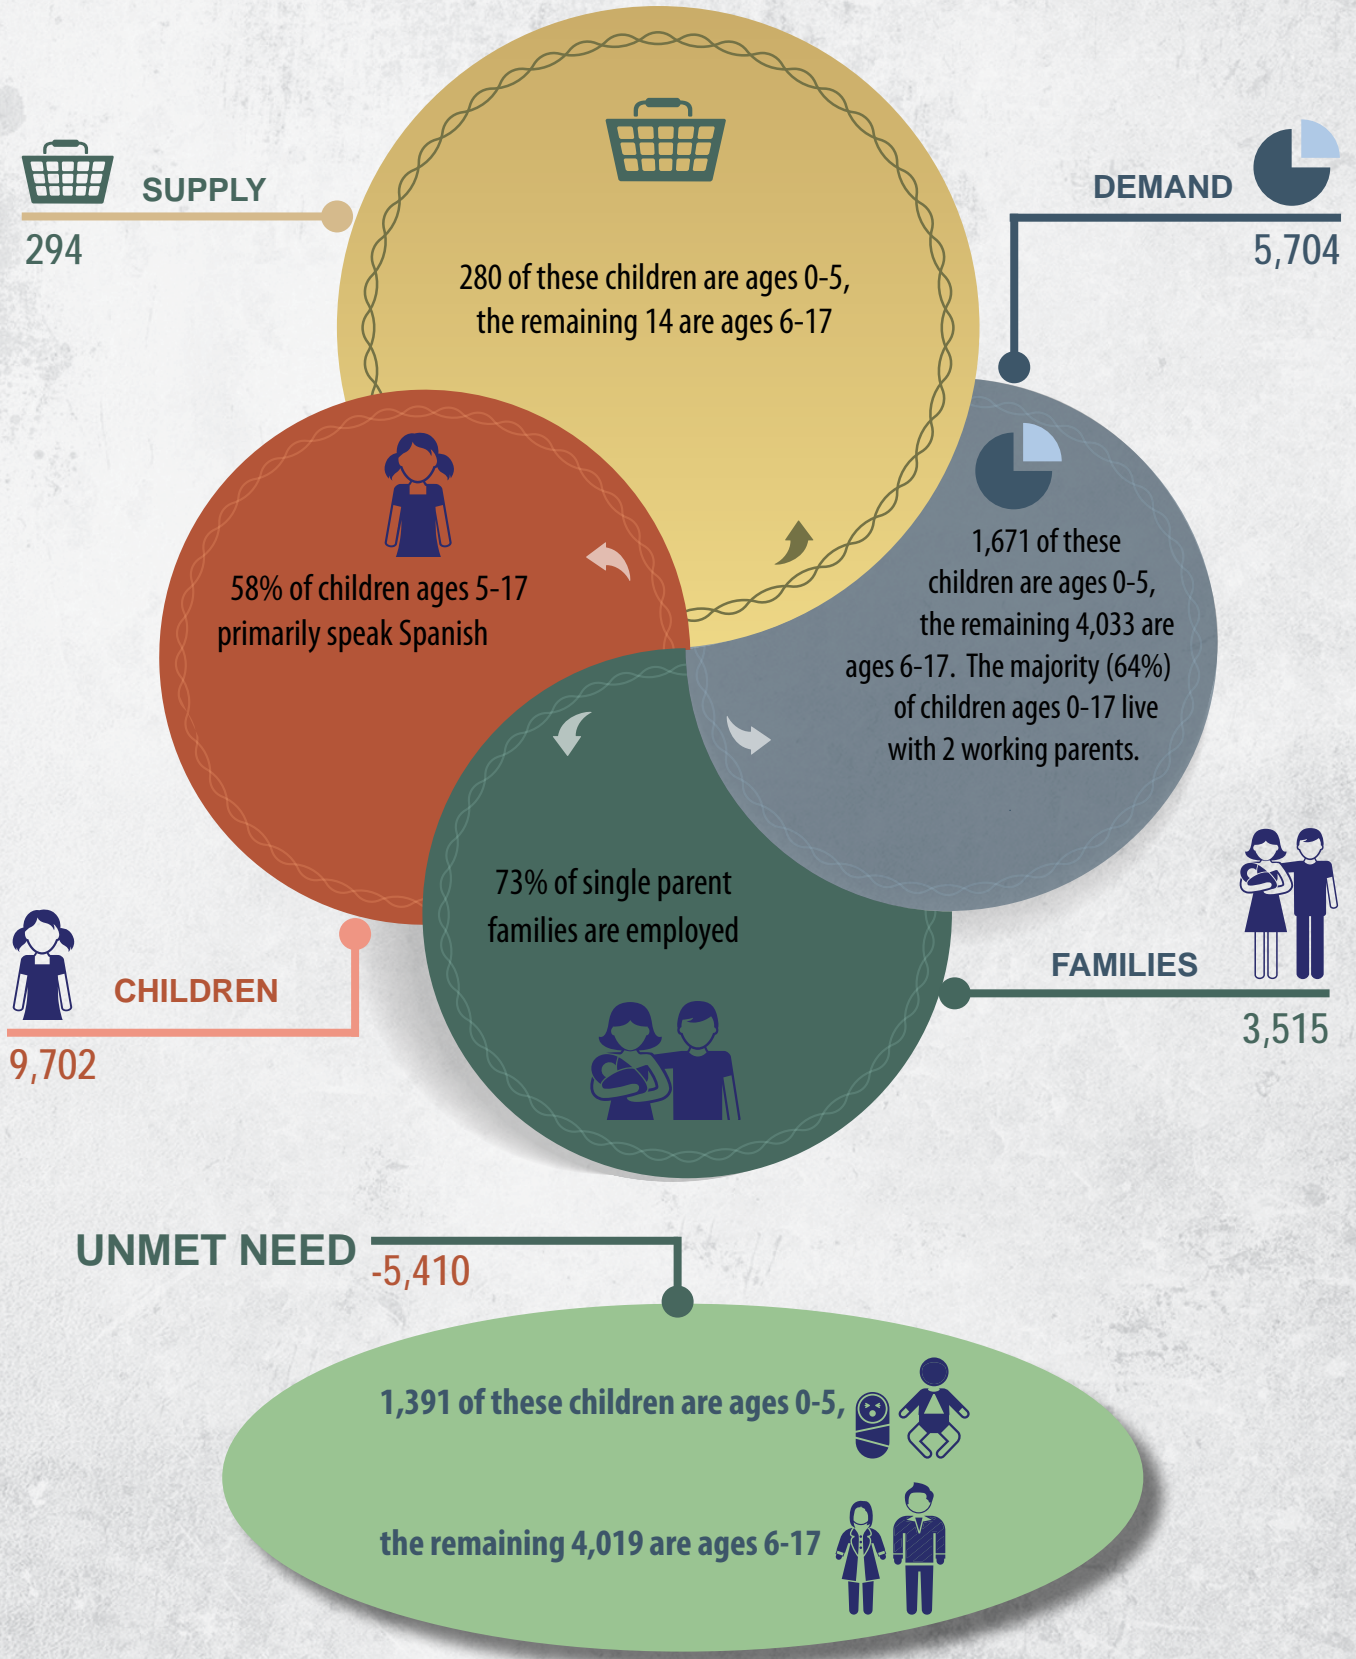 SUPPLY
294
DEMAND
5,704
280 of these children are ages 0-5,
the remaining 14 are ages 6-17
58% of children ages 5-17
primarily speak Spanish
1,671 of these
children are ages 0-5,
the remaining 4,033 are
ages 6-17. The majority (64%)
of children ages 0-17 live
with 2 working parents.
73% of single parent
families are employed
CHILDREN
9,702
FAMILIES
3,515
UNMET NEED
-5,410
1,391 of these children are ages 0-5,
the remaining 4,019 are ages 6-17